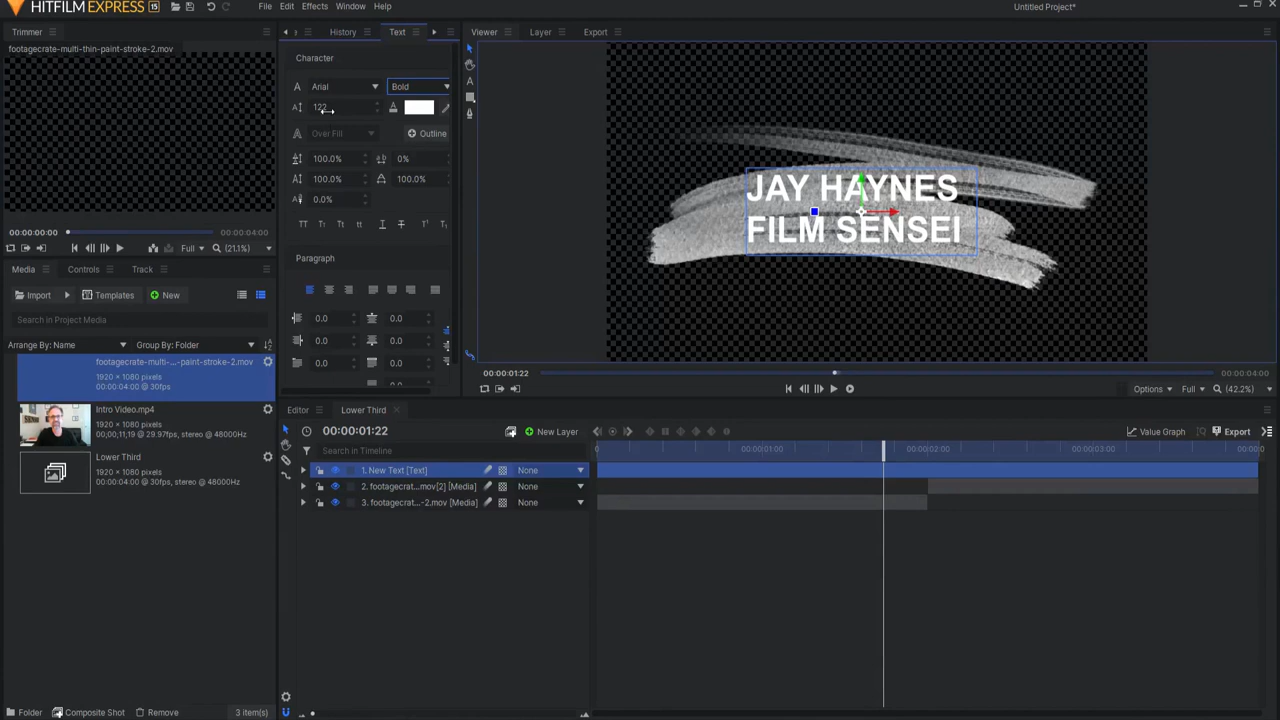 HITFILM EXPRESS 15
File Edit Effects Window Help
Untitled Project*
Trimmer
History Text
Viewer Layer Export
footagecrate-multi-thin-paint-stroke-2.mov
Character
Arial Bold
122
Over Fill Outline
100.0% 0%
100.0% 100.0%
0.0%
TT Tt tt T T T¹ T₁
Paragraph
0.0 0.0
0.0 0.0
0.0 0.0
JAY HAYNES
FILM SENSEI
00:00:00:00 00:00:04:00
Full (21.1%)
Media Controls Track
Import Templates New
Search in Project Media
Arrange By: Name Group By: Folder
footagecrate-multi-...-paint-stroke-2.mov
1920 × 1080 pixels
00:00:04:00 @ 30fps
Intro Video.mp4
1920 × 1080 pixels
00;00;11;19 @ 29.97fps, stereo @ 48000Hz
Lower Third
1920 × 1080 pixels
00:00:04:00 @ 30fps, stereo @ 48000Hz
Folder Composite Shot Remove 3 item(s)
00:00:01:22 00:00:04:00
Options Full (42.2%)
Editor Lower Third
00:00:01:22 New Layer Value Graph Export
Search in Timeline
0 00:00:01:00 00:00:02:00 00:00:03:00
1. New Text [Text] None
2. footagecrat...mov[2] [Media] None
3. footagecrat...-2.mov [Media] None